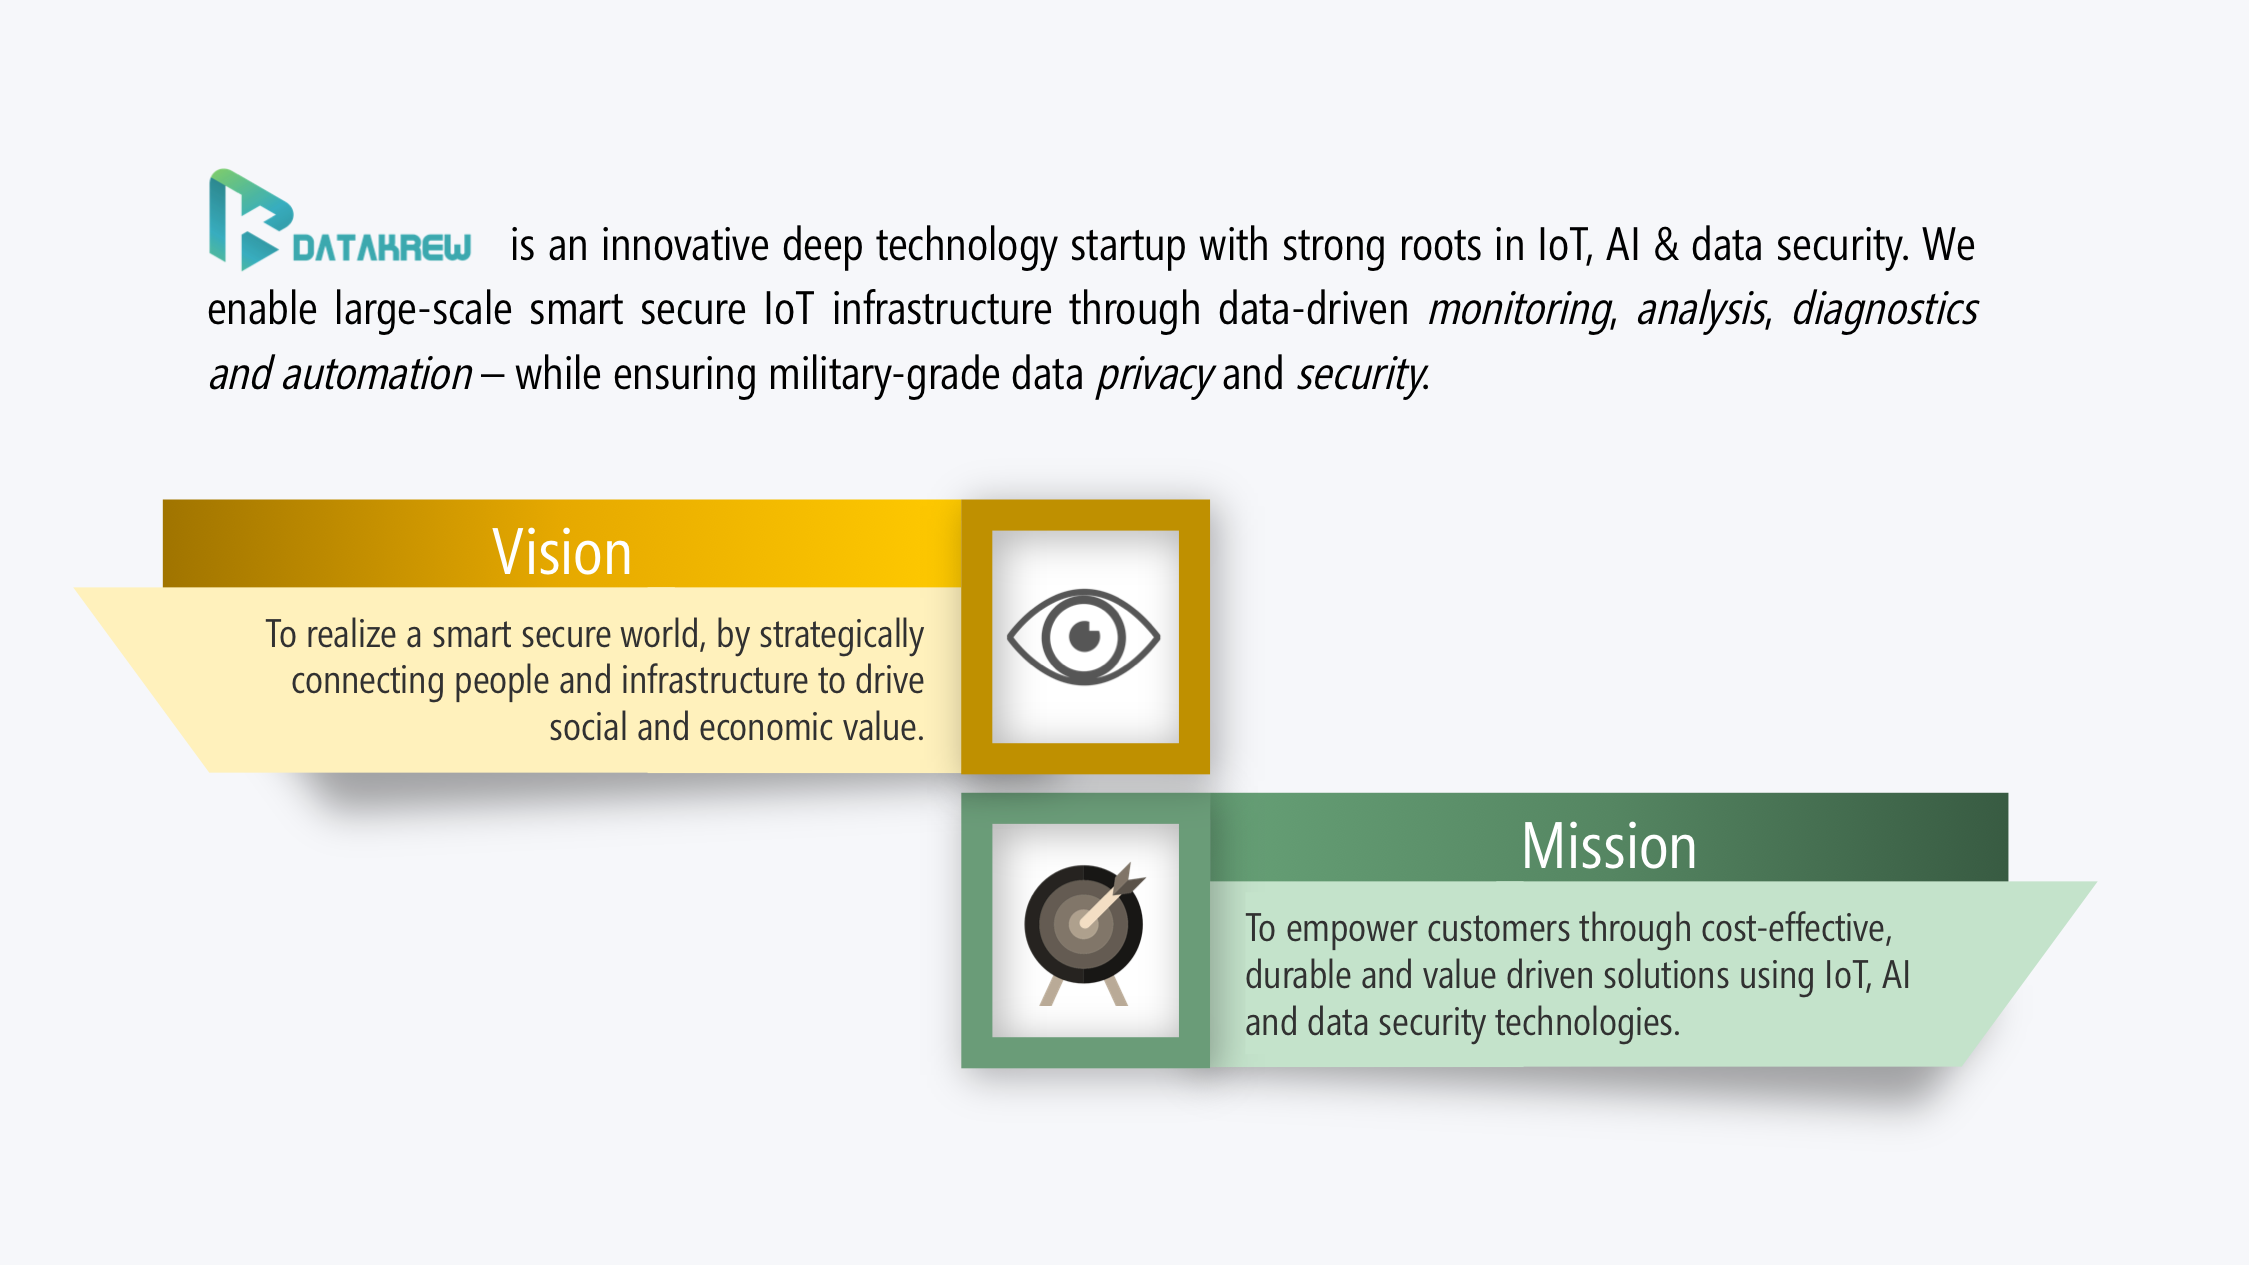 DATAKREW is an innovative deep technology startup with strong roots in IoT, AI & data security. We
enable large-scale smart secure IoT infrastructure through data-driven monitoring, analysis, diagnostics
and automation – while ensuring military-grade data privacy and security.
Vision
To realize a smart secure world, by strategically
connecting people and infrastructure to drive
social and economic value.
Mission
To empower customers through cost-effective,
durable and value driven solutions using IoT, AI
and data security technologies.